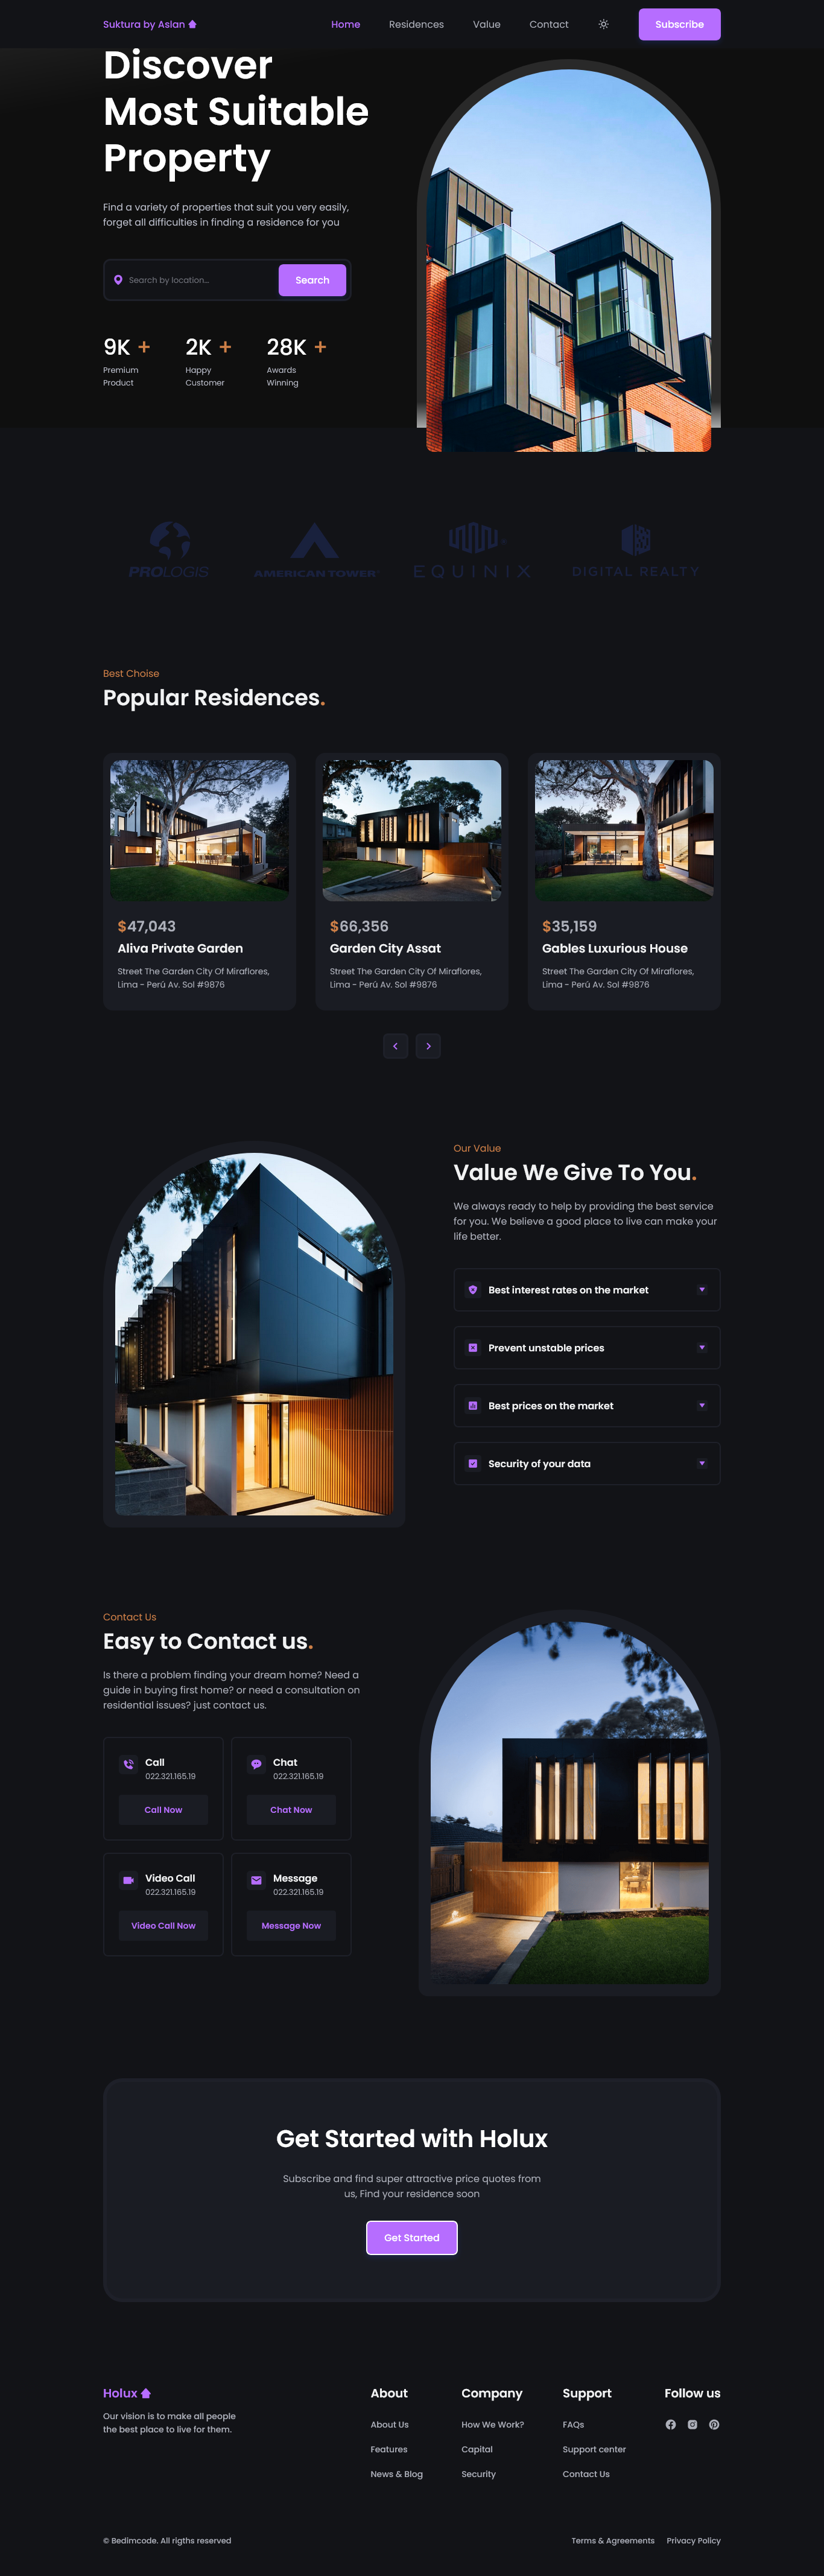 Suktura by Aslan
Home
Residences
Value
Contact
Subscribe
Discover
Most Suitable
Property
Find a variety of properties that suit you very easily,
forget all difficulties in finding a residence for you
Search by location...
Search
9K +
Premium
Product
2K +
Happy
Customer
28K +
Awards
Winning
PROLOGIS
AMERICAN TOWER
EQUINIX
DIGITAL REALTY
Best Choise
Popular Residences.
$47,043
Aliva Private Garden
Street The Garden City Of Miraflores,
Lima - Perú Av. Sol #9876
$66,356
Garden City Assat
Street The Garden City Of Miraflores,
Lima - Perú Av. Sol #9876
$35,159
Gables Luxurious House
Street The Garden City Of Miraflores,
Lima - Perú Av. Sol #9876
Our Value
Value We Give To You.
We always ready to help by providing the best service
for you. We believe a good place to live can make your
life better.
Best interest rates on the market
Prevent unstable prices
Best prices on the market
Security of your data
Contact Us
Easy to Contact us.
Is there a problem finding your dream home? Need a
guide in buying first home? or need a consultation on
residential issues? just contact us.
Call
022.321.165.19
Call Now
Chat
022.321.165.19
Chat Now
Video Call
022.321.165.19
Video Call Now
Message
022.321.165.19
Message Now
Get Started with Holux
Subscribe and find super attractive price quotes from
us, Find your residence soon
Get Started
Holux
Our vision is to make all people
the best place to live for them.
About
About Us
Features
News & Blog
Company
How We Work?
Capital
Security
Support
FAQs
Support center
Contact Us
Follow us
© Bedimcode. All rigths reserved
Terms & Agreements
Privacy Policy